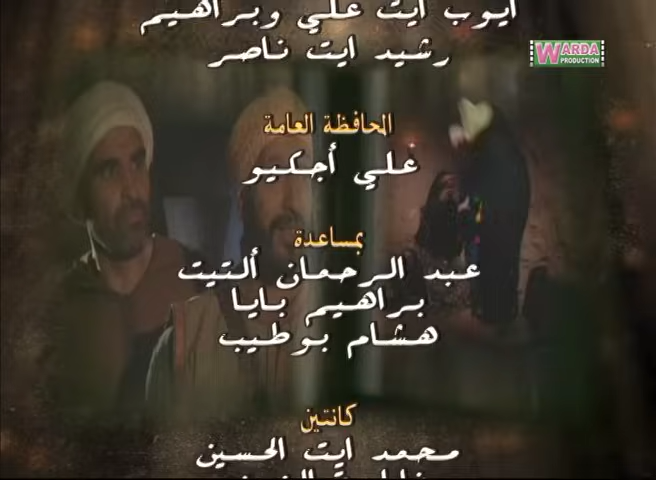 ايوب ايت علي وبراهيم
رشيد ايت ناصر
WARDA
PRODUCTION
المحافظة العامة
علي أجكيو
بمساعدة
عبد الرحمان ألتيت
براهيم بايا
هشام بوطيب
كانتين
محمد ايت الحسين